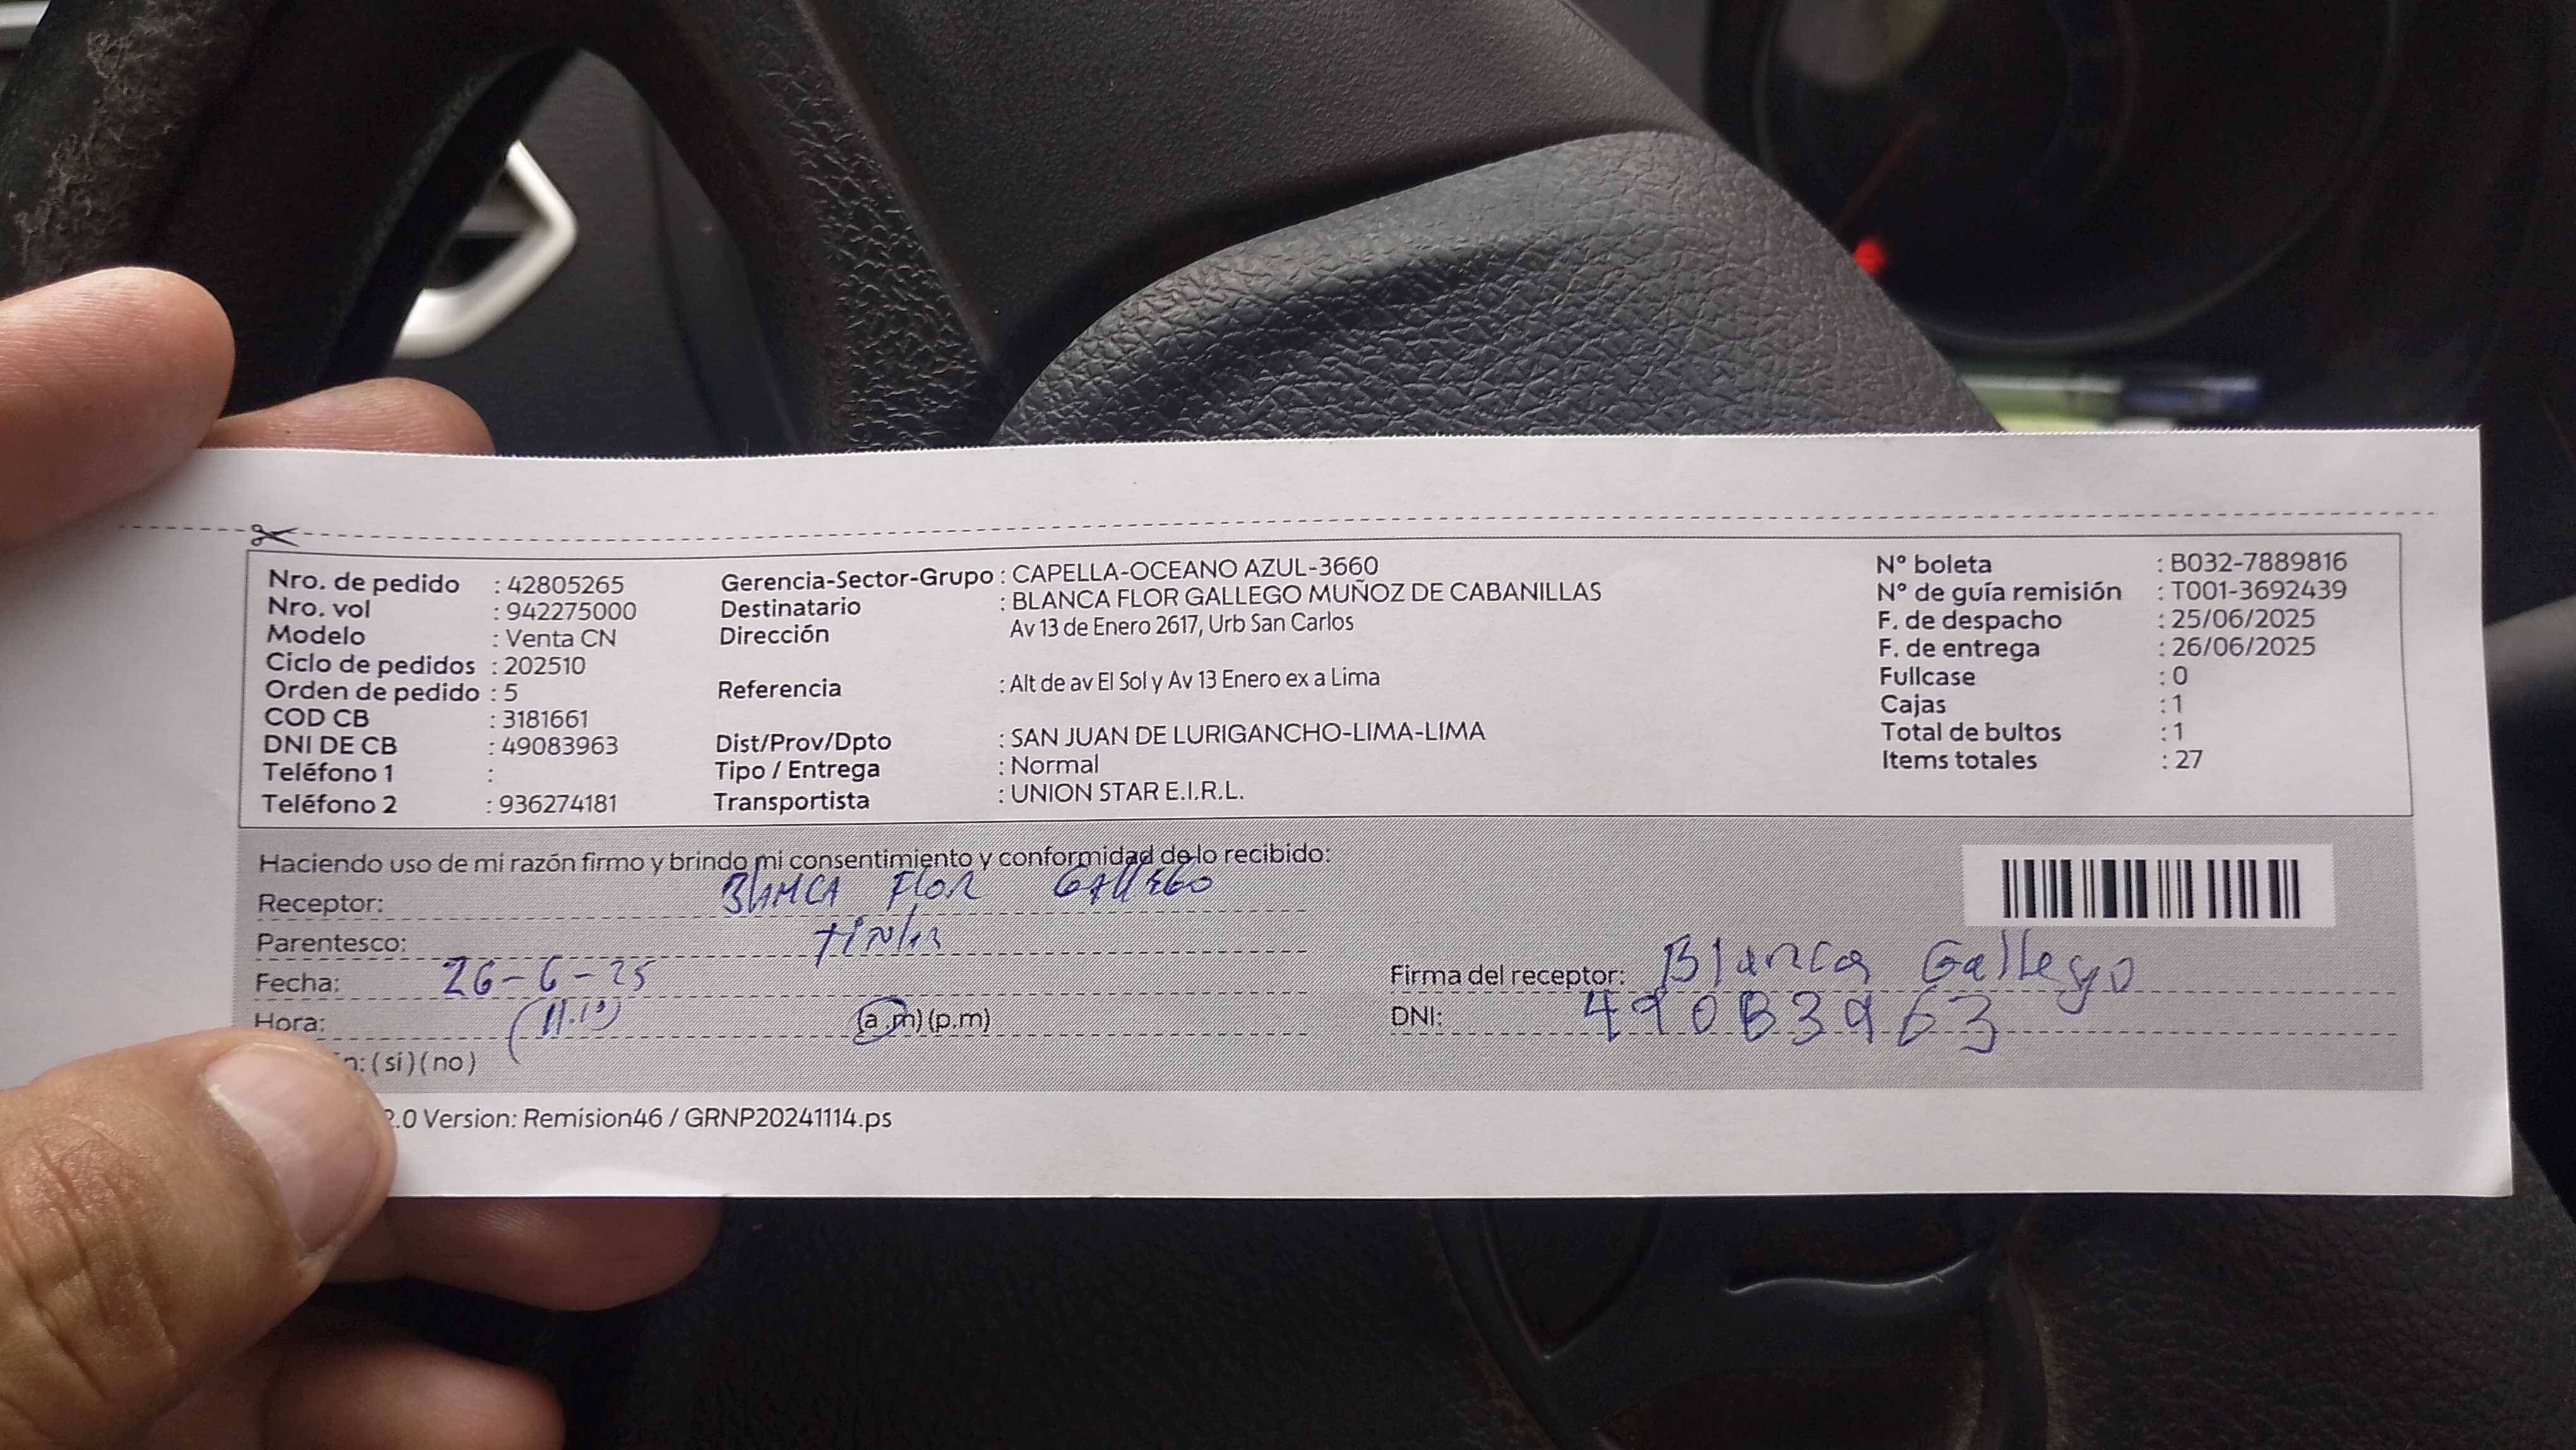 Nro. de pedido : 42805265
Nro. vol : 942275000
Modelo : Venta CN
Ciclo de pedidos : 202510
Orden de pedido : 5
COD CB : 3181661
DNI DE CB : 49083963
Teléfono 1 :
Teléfono 2 : 936274181
Gerencia-Sector-Grupo : CAPELLA-OCEANO AZUL-3660
Destinatario : BLANCA FLOR GALLEGO MUÑOZ DE CABANILLAS
Dirección Av 13 de Enero 2617, Urb San Carlos
Referencia : Alt de av El Sol y Av 13 Enero ex a Lima
Dist/Prov/Dpto : SAN JUAN DE LURIGANCHO-LIMA-LIMA
Tipo / Entrega : Normal
Transportista : UNION STAR E.I.R.L.
Nº boleta : B032-7889816
Nº de guía remisión : T001-3692439
F. de despacho : 25/06/2025
F. de entrega : 26/06/2025
Fullcase : 0
Cajas : 1
Total de bultos : 1
Items totales : 27
Haciendo uso de mi razón firmo y brindo mi consentimiento y conformidad de lo recibido:
Receptor: BLANCA FLOR GALLEGO
Parentesco:
Fecha: 26-6-25
Hora: (a.m) (p.m)
(si) (no)
Firma del receptor: Blanca Gallego
DNI: 49083963
2.0 Version: Remision46 / GRNP20241114.ps